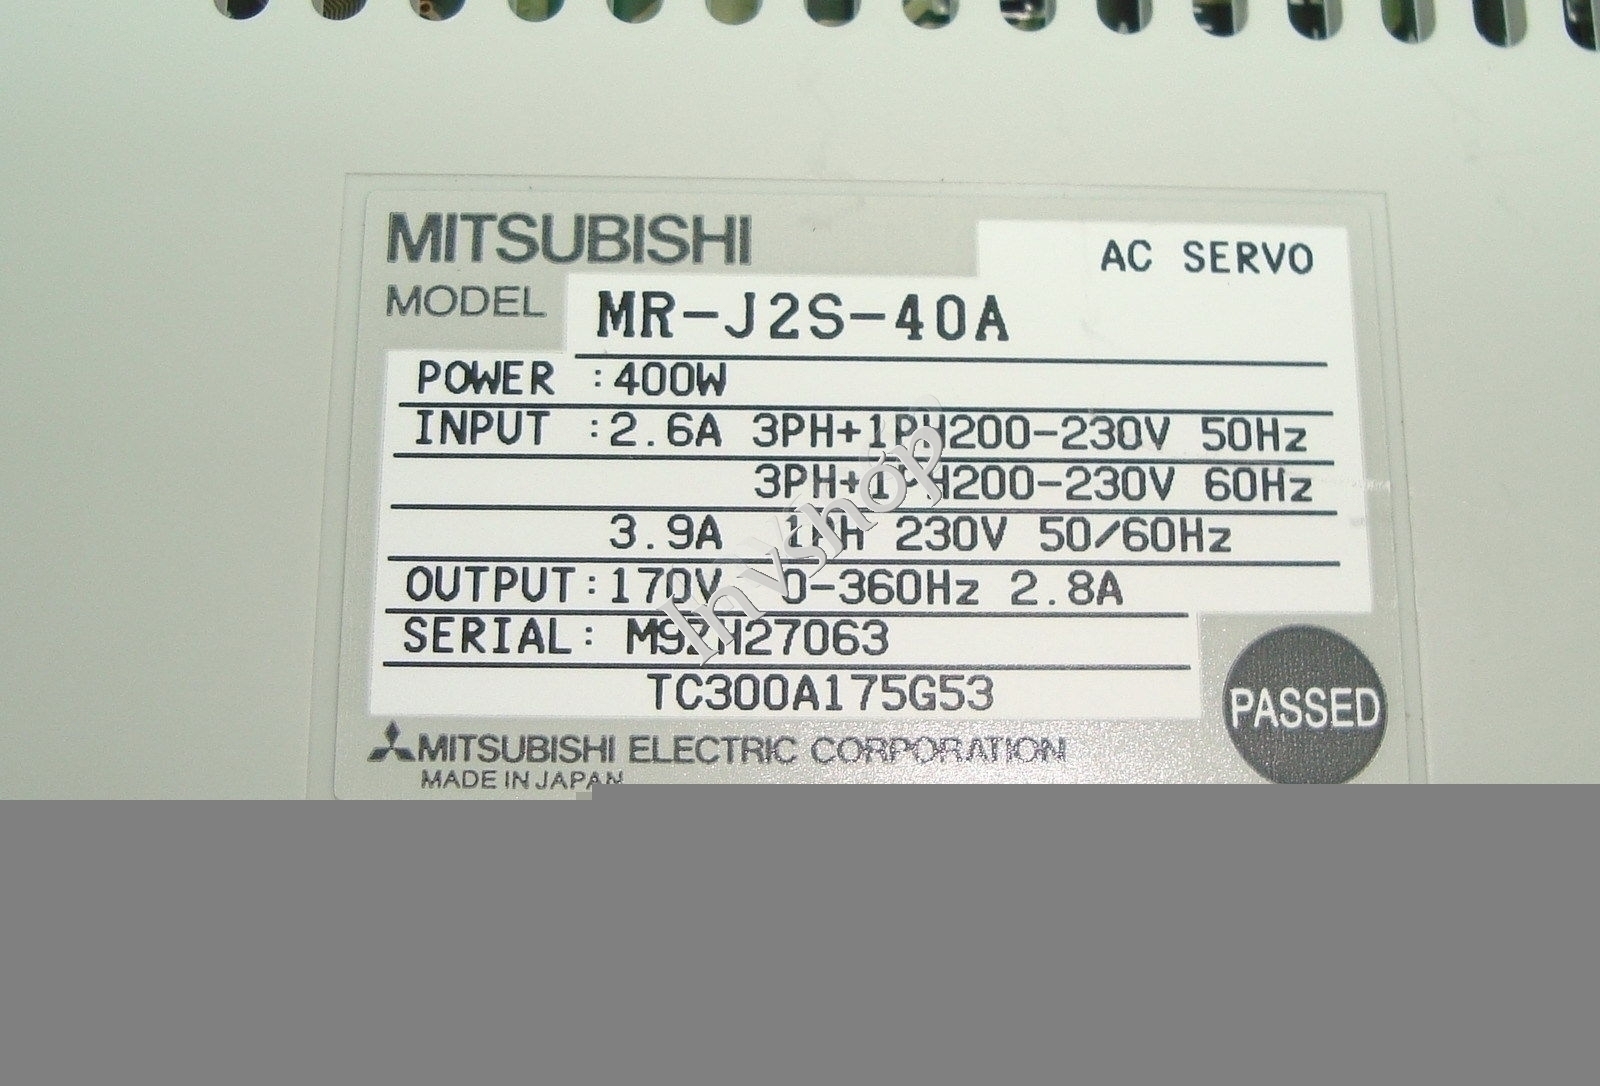 MITSUBISHI
AC SERVO
MODEL MR-J2S-40A
POWER :400W
INPUT :2.6A 3PH+1PH200-230V 50Hz
3PH+1PH200-230V 60Hz
3.9A 1PH 230V 50/60Hz
OUTPUT:170V 0-360Hz 2.8A
SERIAL:
TC300A175G53
PASSED
MITSUBISHI ELECTRIC CORPORATION
MADE IN JAPAN
Invshop